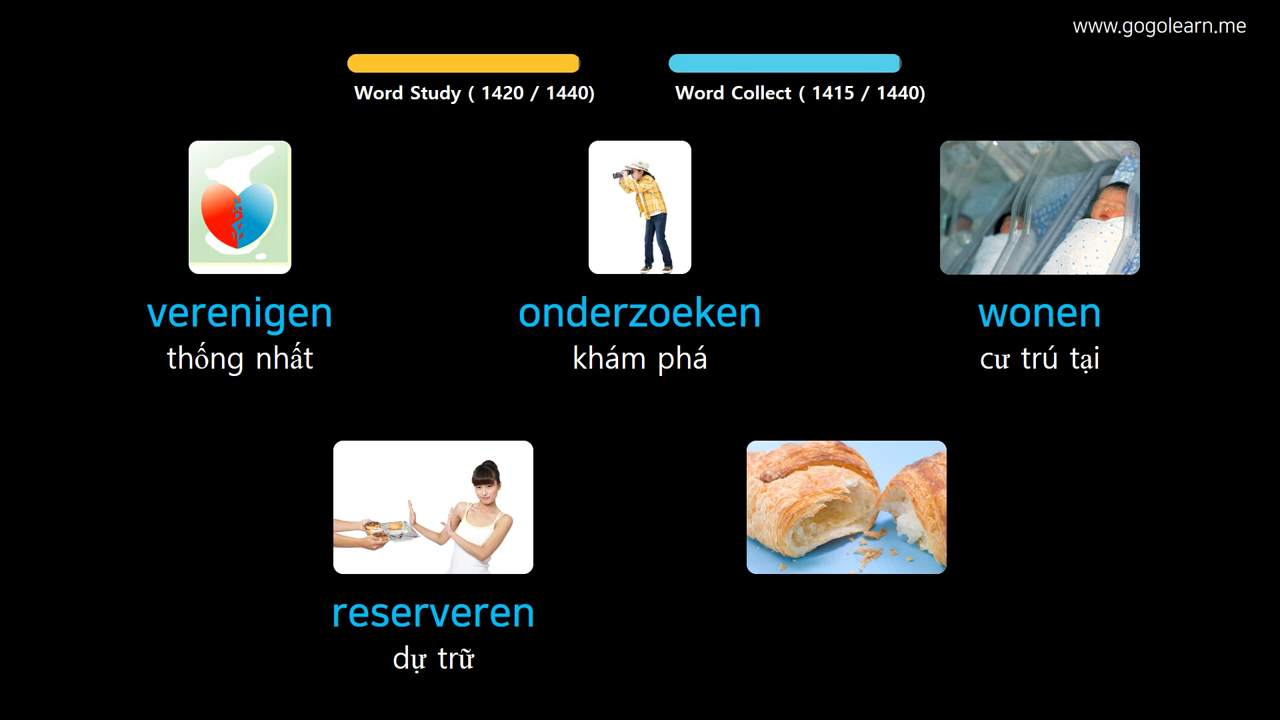 www.gogolearn.me
Word Study ( 1420 / 1440)
Word Collect ( 1415 / 1440)
verenigen
thống nhất
onderzoeken
khám phá
wonen
cư trú tại
reserveren
dự trữ